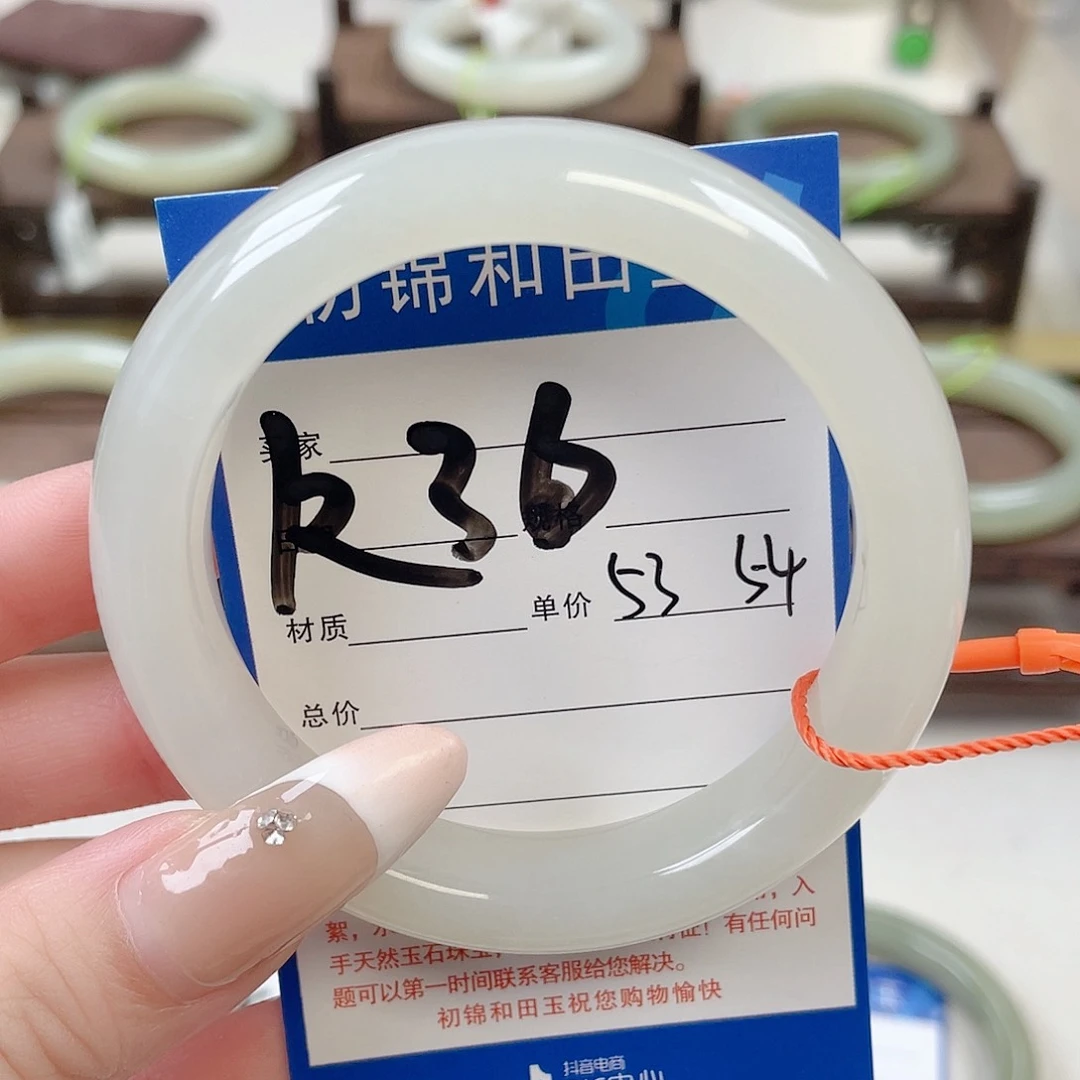 初锦和田玉
买家
k36
规格
材质
单价 53 54
总价
絮，
手天然玉石珠宝，
有任何问
题可以第一时间联系客服给您解决。
初锦和田玉祝您购物愉快
抖音电商